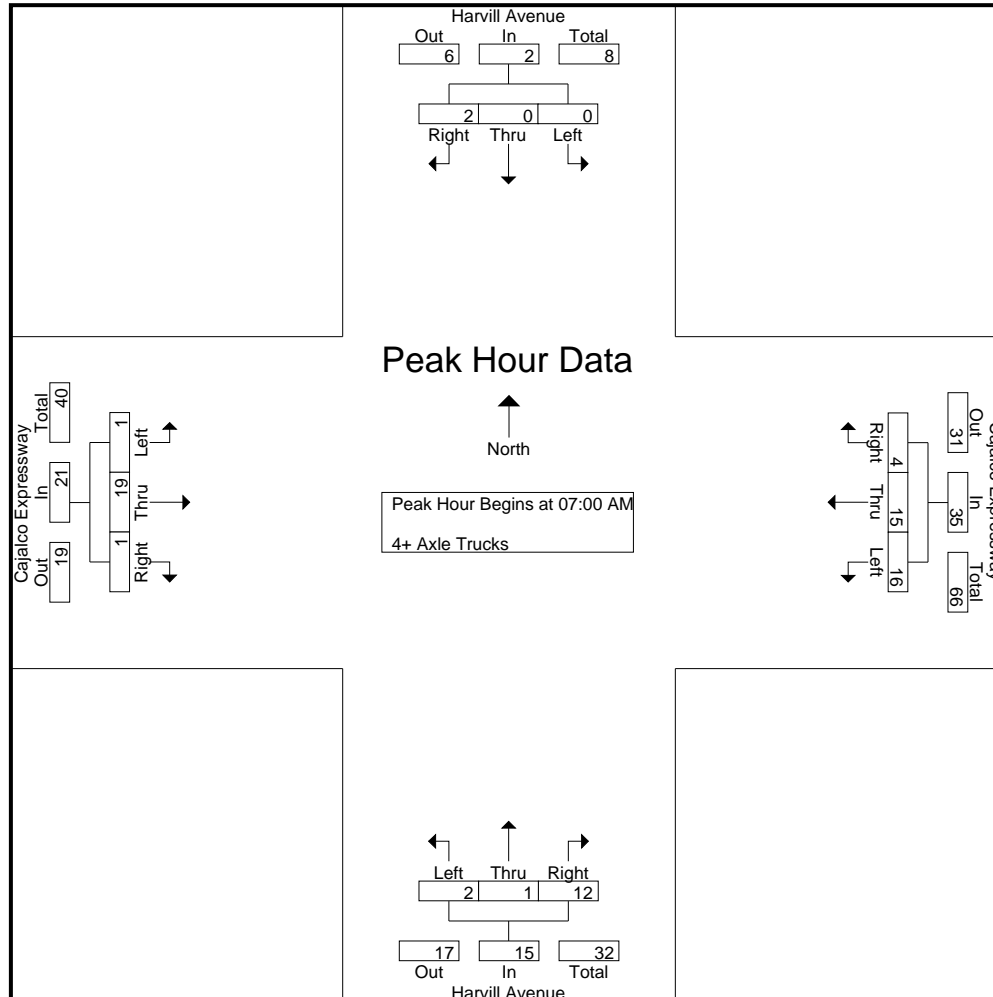 Harvill Avenue
Out In Total
6 2 8
2 0 0
Right Thru Left
Peak Hour Data
North
Peak Hour Begins at 07:00 AM
4+ Axle Trucks
Cajalco Expressway
Out In Total
19 21 40
Left Thru Right
1 19 1
Right Thru Left
4 15 16
Out In Total
31 35 66
Cajalco Expressway
Left Thru Right
2 1 12
17 15 32
Out In Total
Harvill Avenue